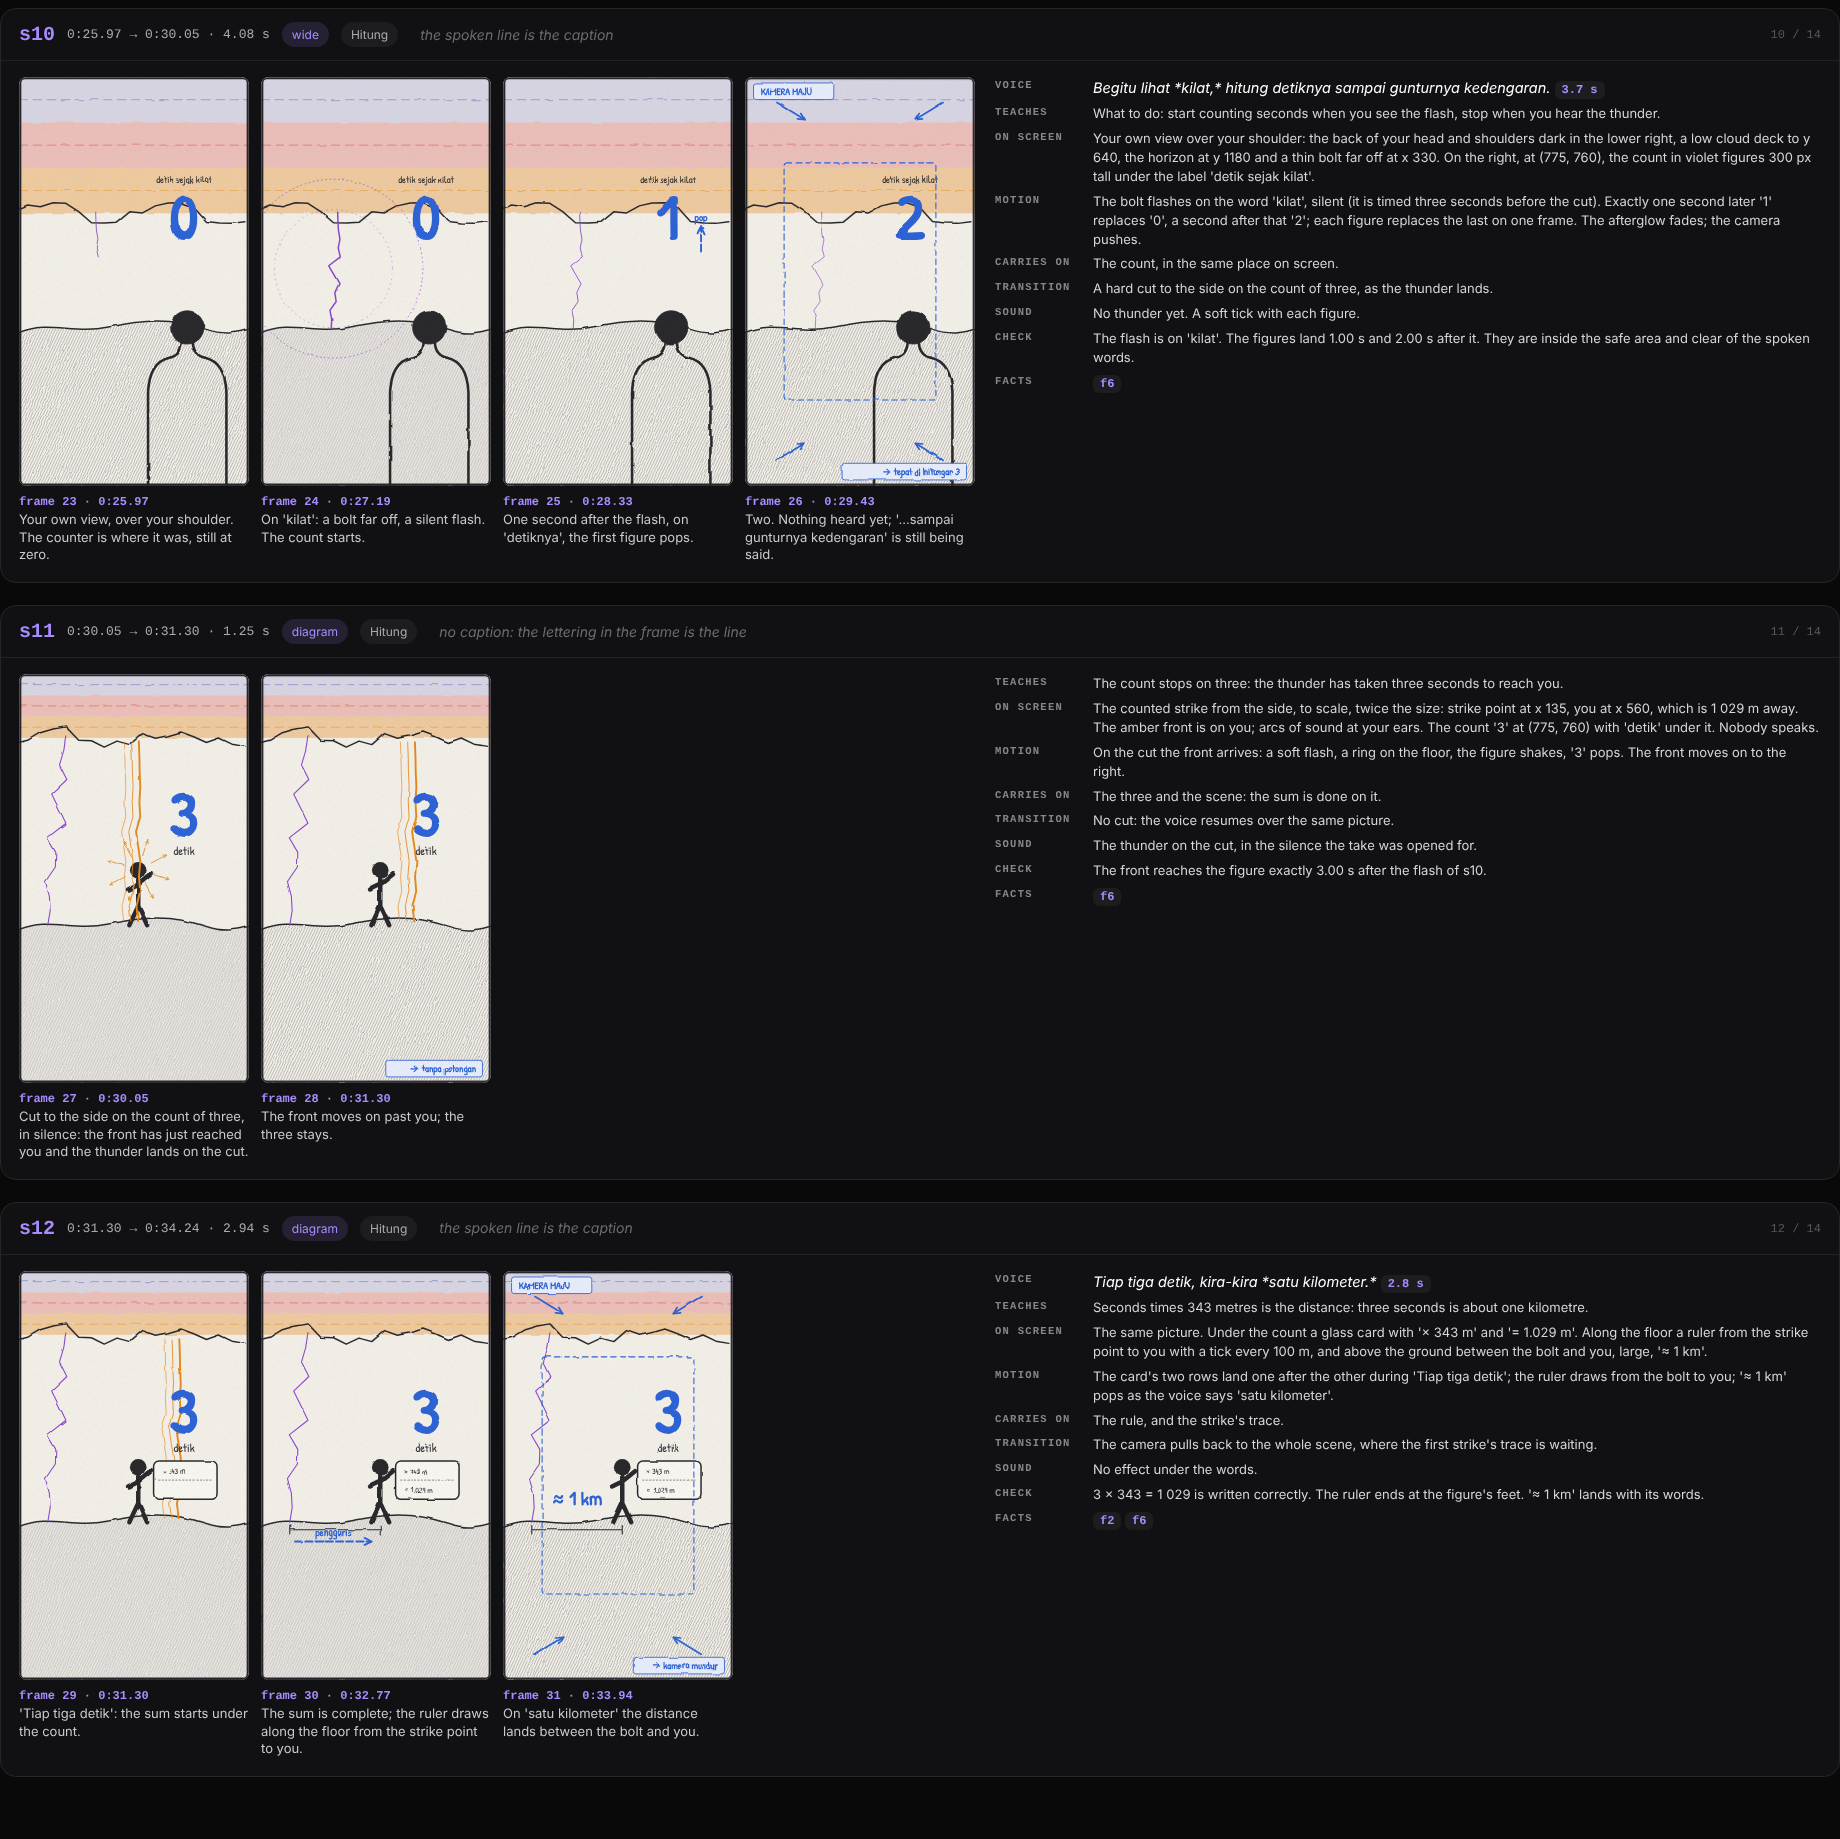 s10 0:25.97 → 0:30.05 · 4.08 s wide Hitung the spoken line is the caption 10 / 14
KAMERA MAJU
detik sejak kilat
0
detik sejak kilat
0
detik sejak kilat
1
pop
detik sejak kilat
2
→ tepat di hitungan 3
frame 23 · 0:25.97
Your own view, over your shoulder.
The counter is where it was, still at
zero.
frame 24 · 0:27.19
On 'kilat': a bolt far off, a silent flash.
The count starts.
frame 25 · 0:28.33
One second after the flash, on
'detiknya', the first figure pops.
frame 26 · 0:29.43
Two. Nothing heard yet; '...sampai
gunturnya kedengaran' is still being
said.
VOICE Begitu lihat *kilat,* hitung detiknya sampai gunturnya kedengaran. 3.7 s
TEACHES What to do: start counting seconds when you see the flash, stop when you hear the thunder.
ON SCREEN Your own view over your shoulder: the back of your head and shoulders dark in the lower right, a low cloud deck to y
640, the horizon at y 1180 and a thin bolt far off at x 330. On the right, at (775, 760), the count in violet figures 300 px
tall under the label 'detik sejak kilat'.
MOTION The bolt flashes on the word 'kilat', silent (it is timed three seconds before the cut). Exactly one second later '1'
replaces '0', a second after that '2'; each figure replaces the last on one frame. The afterglow fades; the camera
pushes.
CARRIES ON The count, in the same place on screen.
TRANSITION A hard cut to the side on the count of three, as the thunder lands.
SOUND No thunder yet. A soft tick with each figure.
CHECK The flash is on 'kilat'. The figures land 1.00 s and 2.00 s after it. They are inside the safe area and clear of the spoken
words.
FACTS f6
s11 0:30.05 → 0:31.30 · 1.25 s diagram Hitung no caption: the lettering in the frame is the line 11 / 14
3
detik
3
detik
→ tanpa potongan
frame 27 · 0:30.05
Cut to the side on the count of three,
in silence: the front has just reached
you and the thunder lands on the cut.
frame 28 · 0:31.30
The front moves on past you; the
three stays.
TEACHES The count stops on three: the thunder has taken three seconds to reach you.
ON SCREEN The counted strike from the side, to scale, twice the size: strike point at x 135, you at x 560, which is 1 029 m away.
The amber front is on you; arcs of sound at your ears. The count '3' at (775, 760) with 'detik' under it. Nobody speaks.
MOTION On the cut the front arrives: a soft flash, a ring on the floor, the figure shakes, '3' pops. The front moves on to the
right.
CARRIES ON The three and the scene: the sum is done on it.
TRANSITION No cut: the voice resumes over the same picture.
SOUND The thunder on the cut, in the silence the take was opened for.
CHECK The front reaches the figure exactly 3.00 s after the flash of s10.
FACTS f6
s12 0:31.30 → 0:34.24 · 2.94 s diagram Hitung the spoken line is the caption 12 / 14
3
detik
× 343 m
3
detik
× 343 m
= 1.029 m
penggaris
KAMERA MAJU
3
detik
× 343 m
= 1.029 m
≈ 1 km
→ kamera mundur
frame 29 · 0:31.30
'Tiap tiga detik': the sum starts under
the count.
frame 30 · 0:32.77
The sum is complete; the ruler draws
along the floor from the strike point
to you.
frame 31 · 0:33.94
On 'satu kilometer' the distance
lands between the bolt and you.
VOICE Tiap tiga detik, kira-kira *satu kilometer.* 2.8 s
TEACHES Seconds times 343 metres is the distance: three seconds is about one kilometre.
ON SCREEN The same picture. Under the count a glass card with '× 343 m' and '= 1.029 m'. Along the floor a ruler from the strike
point to you with a tick every 100 m, and above the ground between the bolt and you, large, '≈ 1 km'.
MOTION The card's two rows land one after the other during 'Tiap tiga detik'; the ruler draws from the bolt to you; '≈ 1 km'
pops as the voice says 'satu kilometer'.
CARRIES ON The rule, and the strike's trace.
TRANSITION The camera pulls back to the whole scene, where the first strike's trace is waiting.
SOUND No effect under the words.
CHECK 3 × 343 = 1 029 is written correctly. The ruler ends at the figure's feet. '≈ 1 km' lands with its words.
FACTS f2 f6